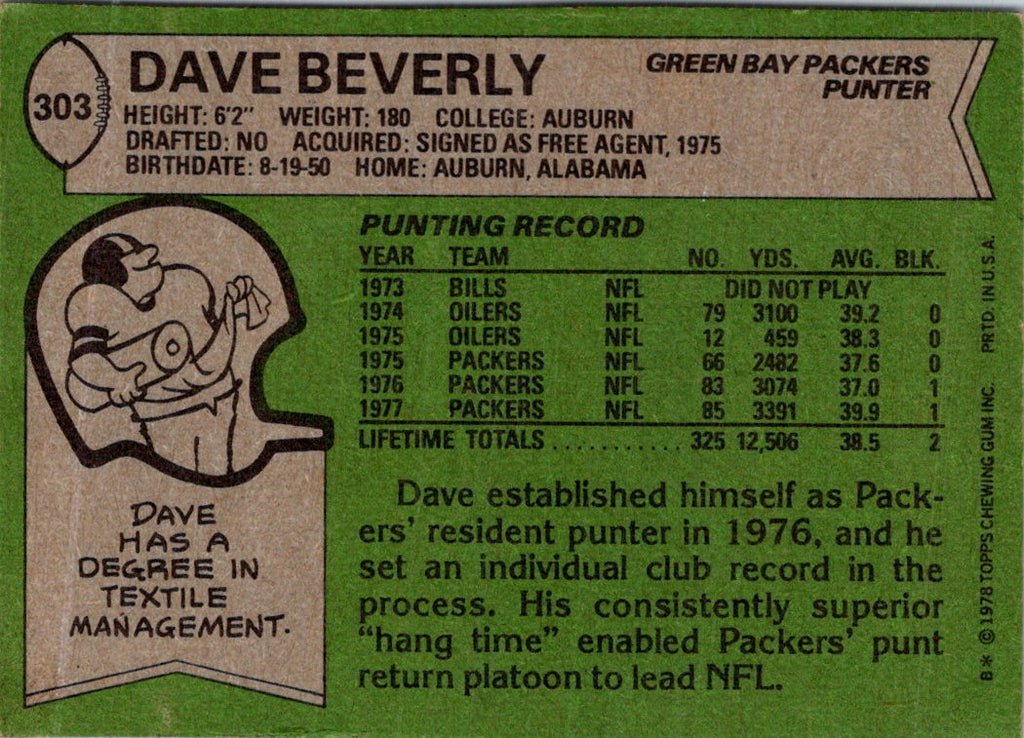 303
DAVE BEVERLY
GREEN BAY PACKERS
PUNTER
HEIGHT: 6'2" WEIGHT: 180 COLLEGE: AUBURN
DRAFTED: NO ACQUIRED: SIGNED AS FREE AGENT, 1975
BIRTHDATE: 8-19-50 HOME: AUBURN, ALABAMA
PUNTING RECORD
YEAR TEAM NO. YDS. AVG. BLK.
1973 BILLS NFL DID NOT PLAY
1974 OILERS NFL 79 3100 39.2 0
1975 OILERS NFL 12 459 38.3 0
1975 PACKERS NFL 66 2482 37.6 0
1976 PACKERS NFL 83 3074 37.0 1
1977 PACKERS NFL 85 3391 39.9 1
LIFETIME TOTALS ........... 325 12,506 38.5 2
DAVE
HAS A
DEGREE IN
TEXTILE
MANAGEMENT.
Dave established himself as Pack-
ers' resident punter in 1976, and he
set an individual club record in the
process. His consistently superior
"hang time" enabled Packers' punt
return platoon to lead NFL.
B* © 1978 TOPPS CHEWING GUM INC. PRTD. IN U.S.A.